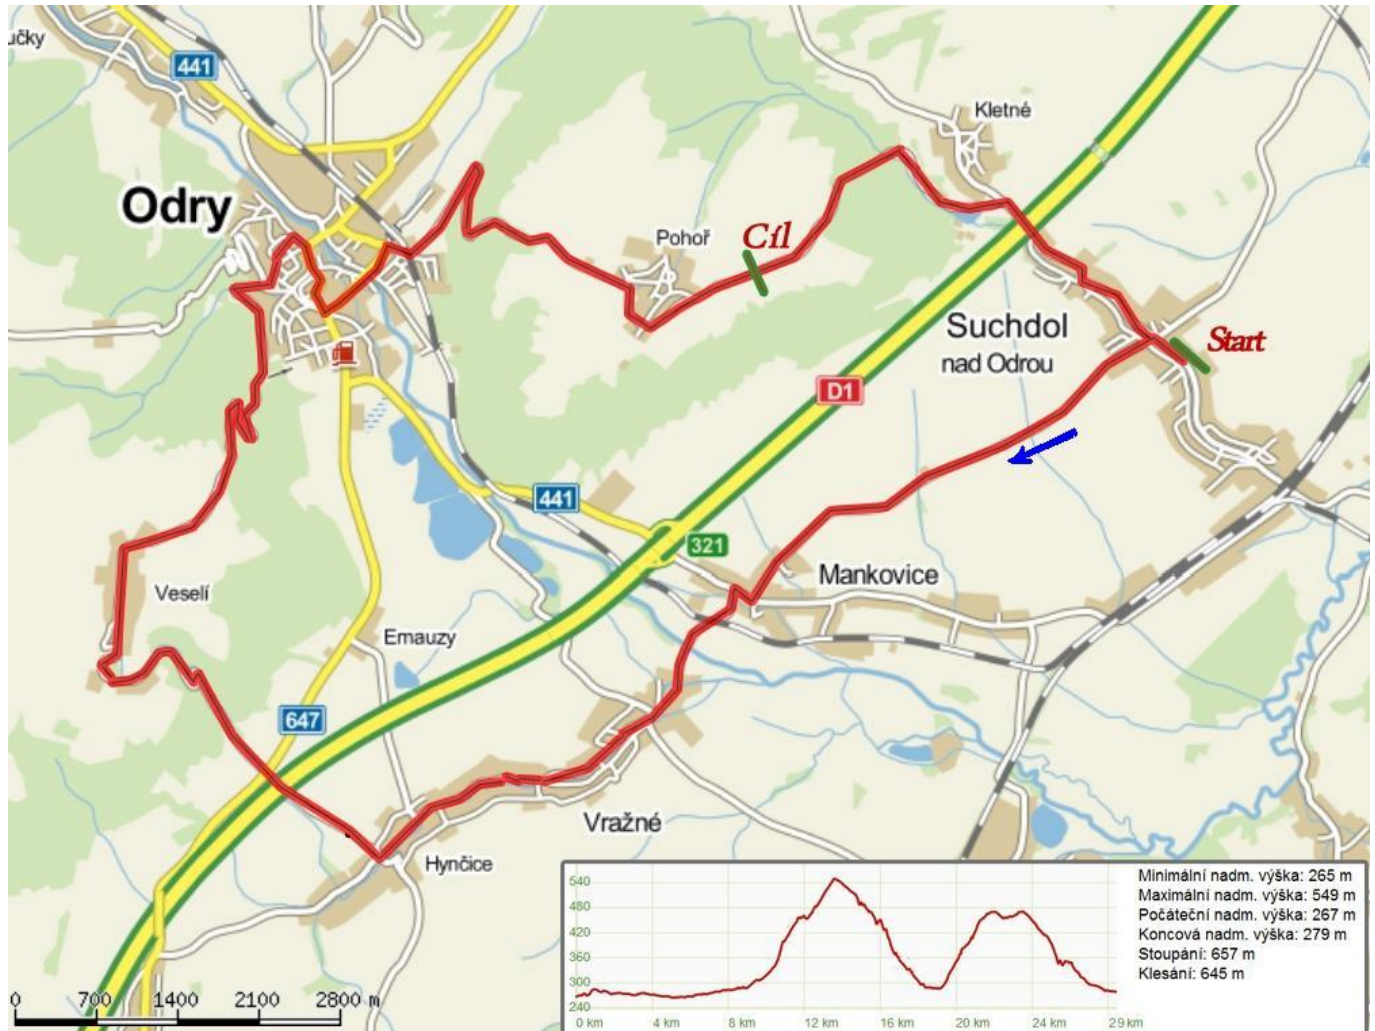 učky
441
Kletné
Odry
Pohoř
Cíl
Suchdol
nad Odrou
Start
D1
441
321
Mankovice
Veselí
Emauzy
647
Vražné
Hynčice
0 700 1400 2100 2800 m
540
480
420
360
300
240
0 km 4 km 8 km 12 km 16 km 20 km 24 km 29 km
Minimální nadm. výška: 265 m
Maximální nadm. výška: 549 m
Počáteční nadm. výška: 267 m
Koncová nadm. výška: 279 m
Stoupání: 657 m
Klesání: 645 m